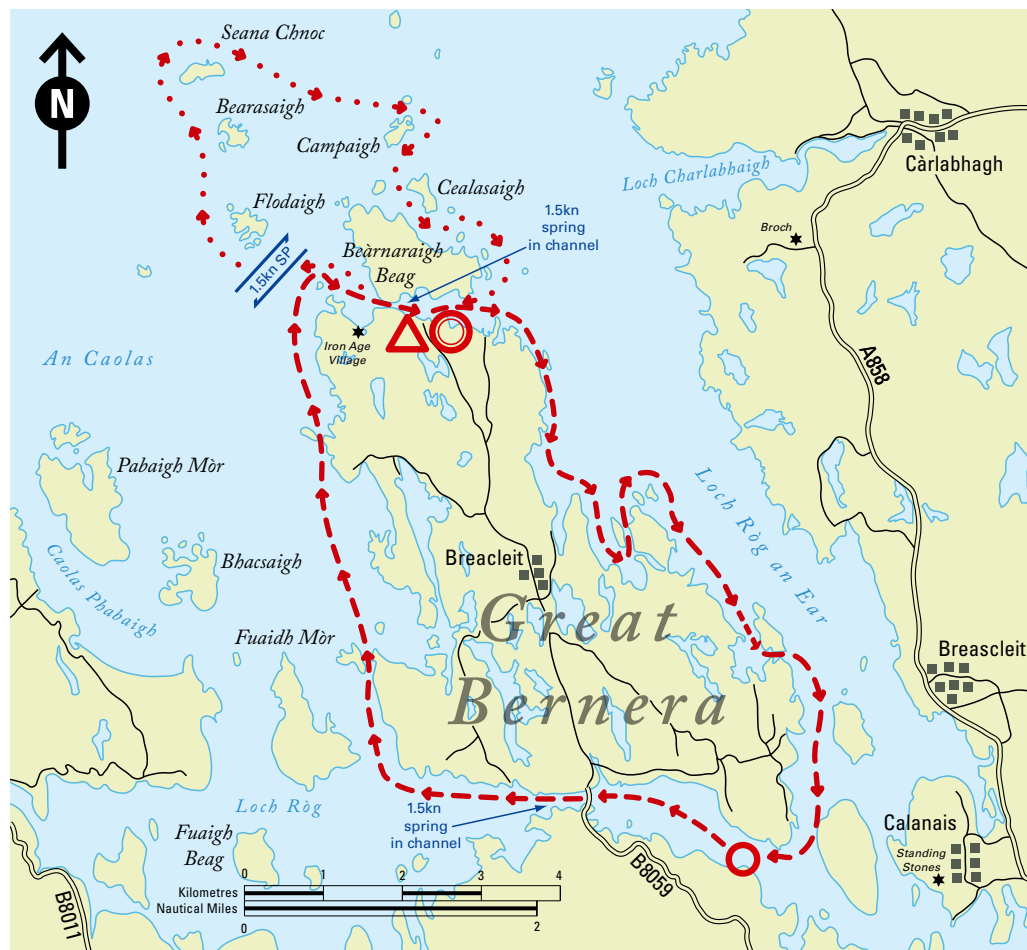 Seana Chnoc
N
Bearasaigh
Campaigh
Càrlabhagh
Loch Charlabhaigh
Cealasaigh
Flodaigh
1.5kn
spring
in channel
Broch
Beàrnaraigh
Beag
1.5kn SP
Iron Age
Village
An Caolas
A858
Pabaigh Mòr
Loch Ròg an Ear
Breacleit
Bhacsaigh
Caolas Phabaigh
Great
Fuaidh Mòr
Breascleit
Bernera
Loch Ròg
1.5kn
spring
in channel
Calanais
Fuaigh
Beag
Standing
Stones
B8059
0 1 2 3 4
Kilometres
Nautical Miles
0 2
B8011